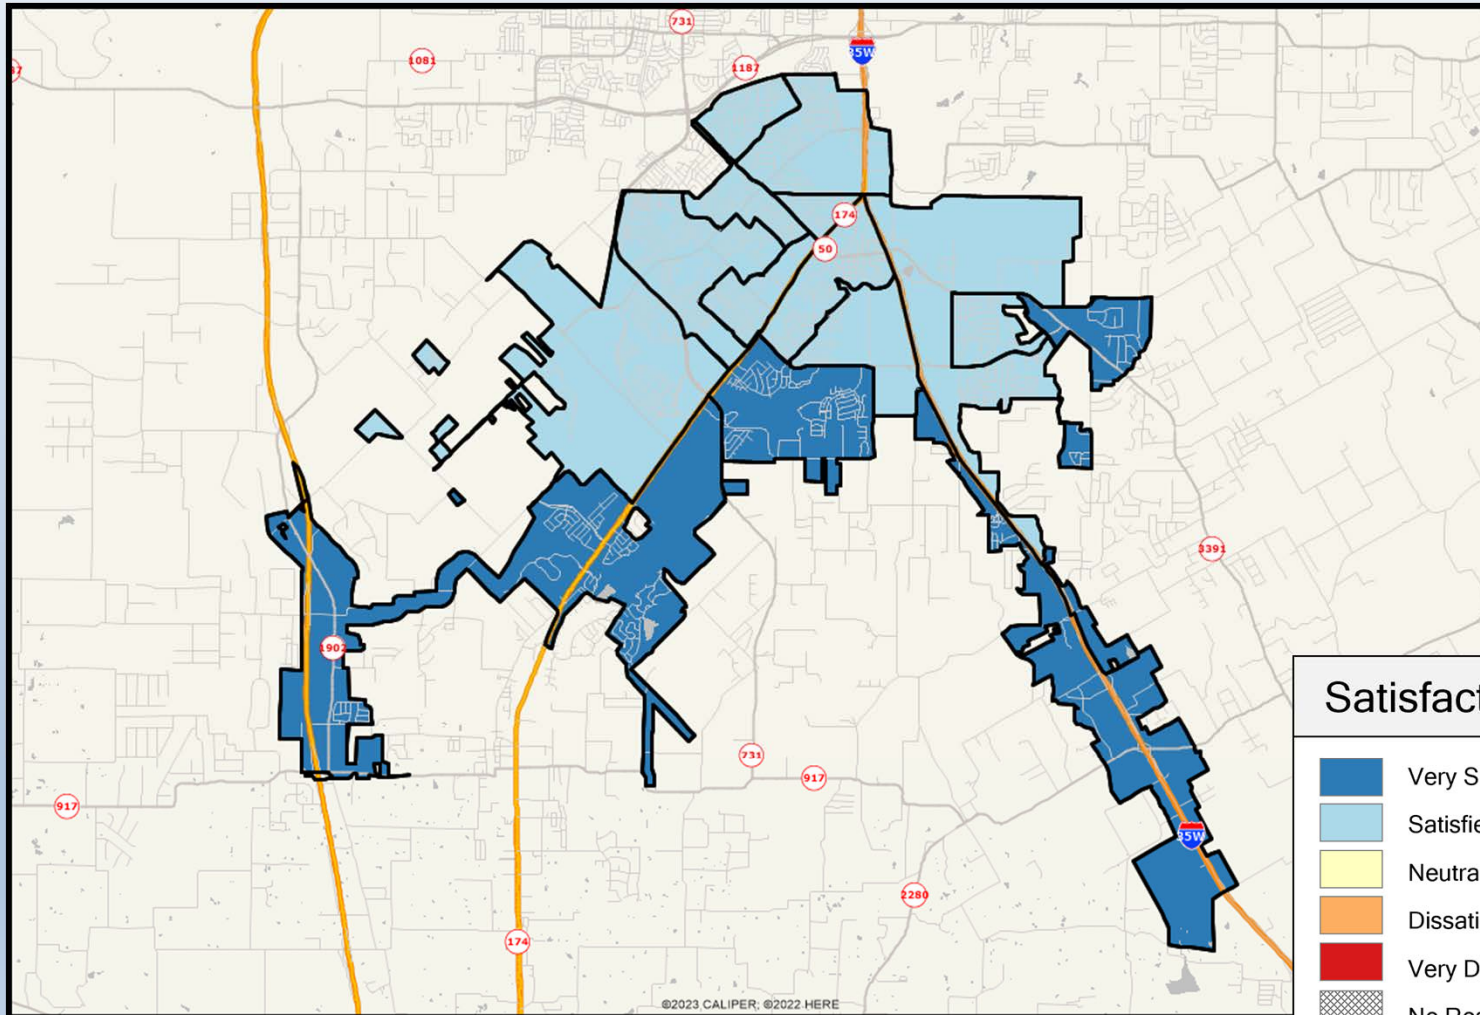 731
1081
1187
35W
174
50
3391
1902
731
917
917
35W
2280
174
©2023 CALIPER; ©2022 HERE
Satisfact
Very S
Satisfie
Neutra
Dissati
Very D